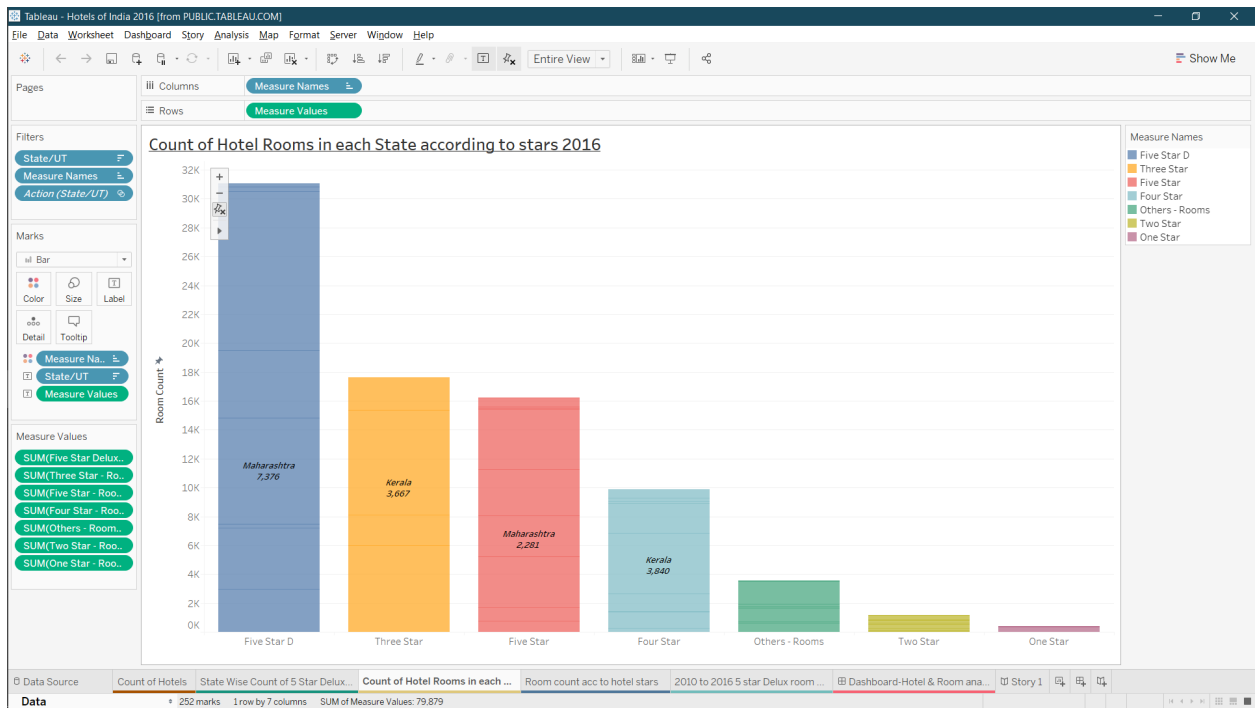 Tableau - Hotels of India 2016 [from PUBLIC.TABLEAU.COM]
File Data Worksheet Dashboard Story Analysis Map Format Server Window Help
Entire View
Show Me
Pages
Columns
Measure Names
Rows
Measure Values
Filters
State/UT
Measure Names
Action (State/UT)
Marks
Bar
Color Size Label
Detail Tooltip
Measure Na..
State/UT
Measure Values
Measure Values
SUM(Five Star Delux..
SUM(Three Star - Ro..
SUM(Five Star - Roo..
SUM(Four Star - Roo..
SUM(Others - Room..
SUM(Two Star - Roo..
SUM(One Star - Roo..
Count of Hotel Rooms in each State according to stars 2016
Room Count
32K
30K
28K
26K
24K
22K
20K
18K
16K
14K
12K
10K
8K
6K
4K
2K
0K
Maharashtra
7,376
Kerala
3,667
Maharashtra
2,281
Kerala
3,840
Five Star D Three Star Five Star Four Star Others - Rooms Two Star One Star
Measure Names
Five Star D
Three Star
Five Star
Four Star
Others - Rooms
Two Star
One Star
Data Source Count of Hotels State Wise Count of 5 Star Delux... Count of Hotel Rooms in each ... Room count acc to hotel stars 2010 to 2016 5 star Delux room ... Dashboard-Hotel & Room ana... Story 1
Data 252 marks 1 row by 7 columns SUM of Measure Values: 79,879